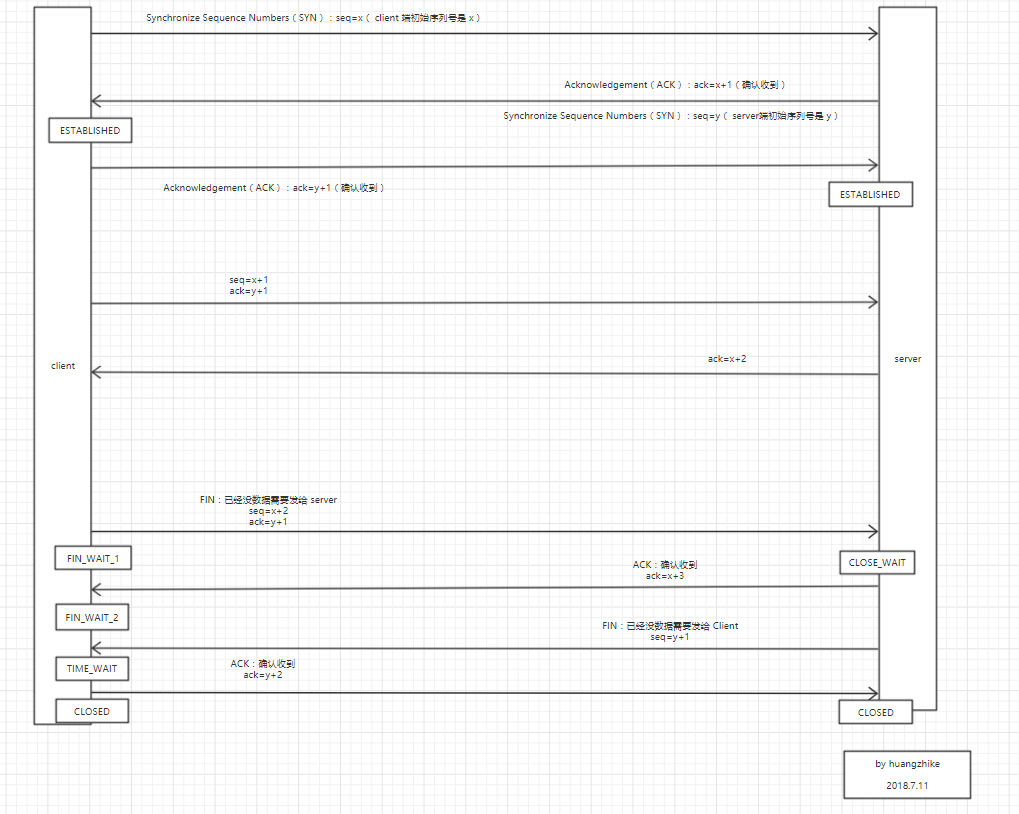 Synchronize Sequence Numbers（SYN）：seq=x（ client 端初始序列号是 x）
Acknowledgement（ACK）：ack=x+1（确认收到）
Synchronize Sequence Numbers（SYN）：seq=y（ server端初始序列号是 y）
ESTABLISHED
Acknowledgement（ACK）：ack=y+1（确认收到）
ESTABLISHED
seq=x+1
ack=y+1
client
server
ack=x+2
FIN：已经没数据需要发给 server
seq=x+2
ack=y+1
FIN_WAIT_1
CLOSE_WAIT
ACK：确认收到
ack=x+3
FIN_WAIT_2
FIN：已经没数据需要发给 Client
seq=y+1
TIME_WAIT
ACK：确认收到
ack=y+2
CLOSED
CLOSED
by huangzhike
2018.7.11